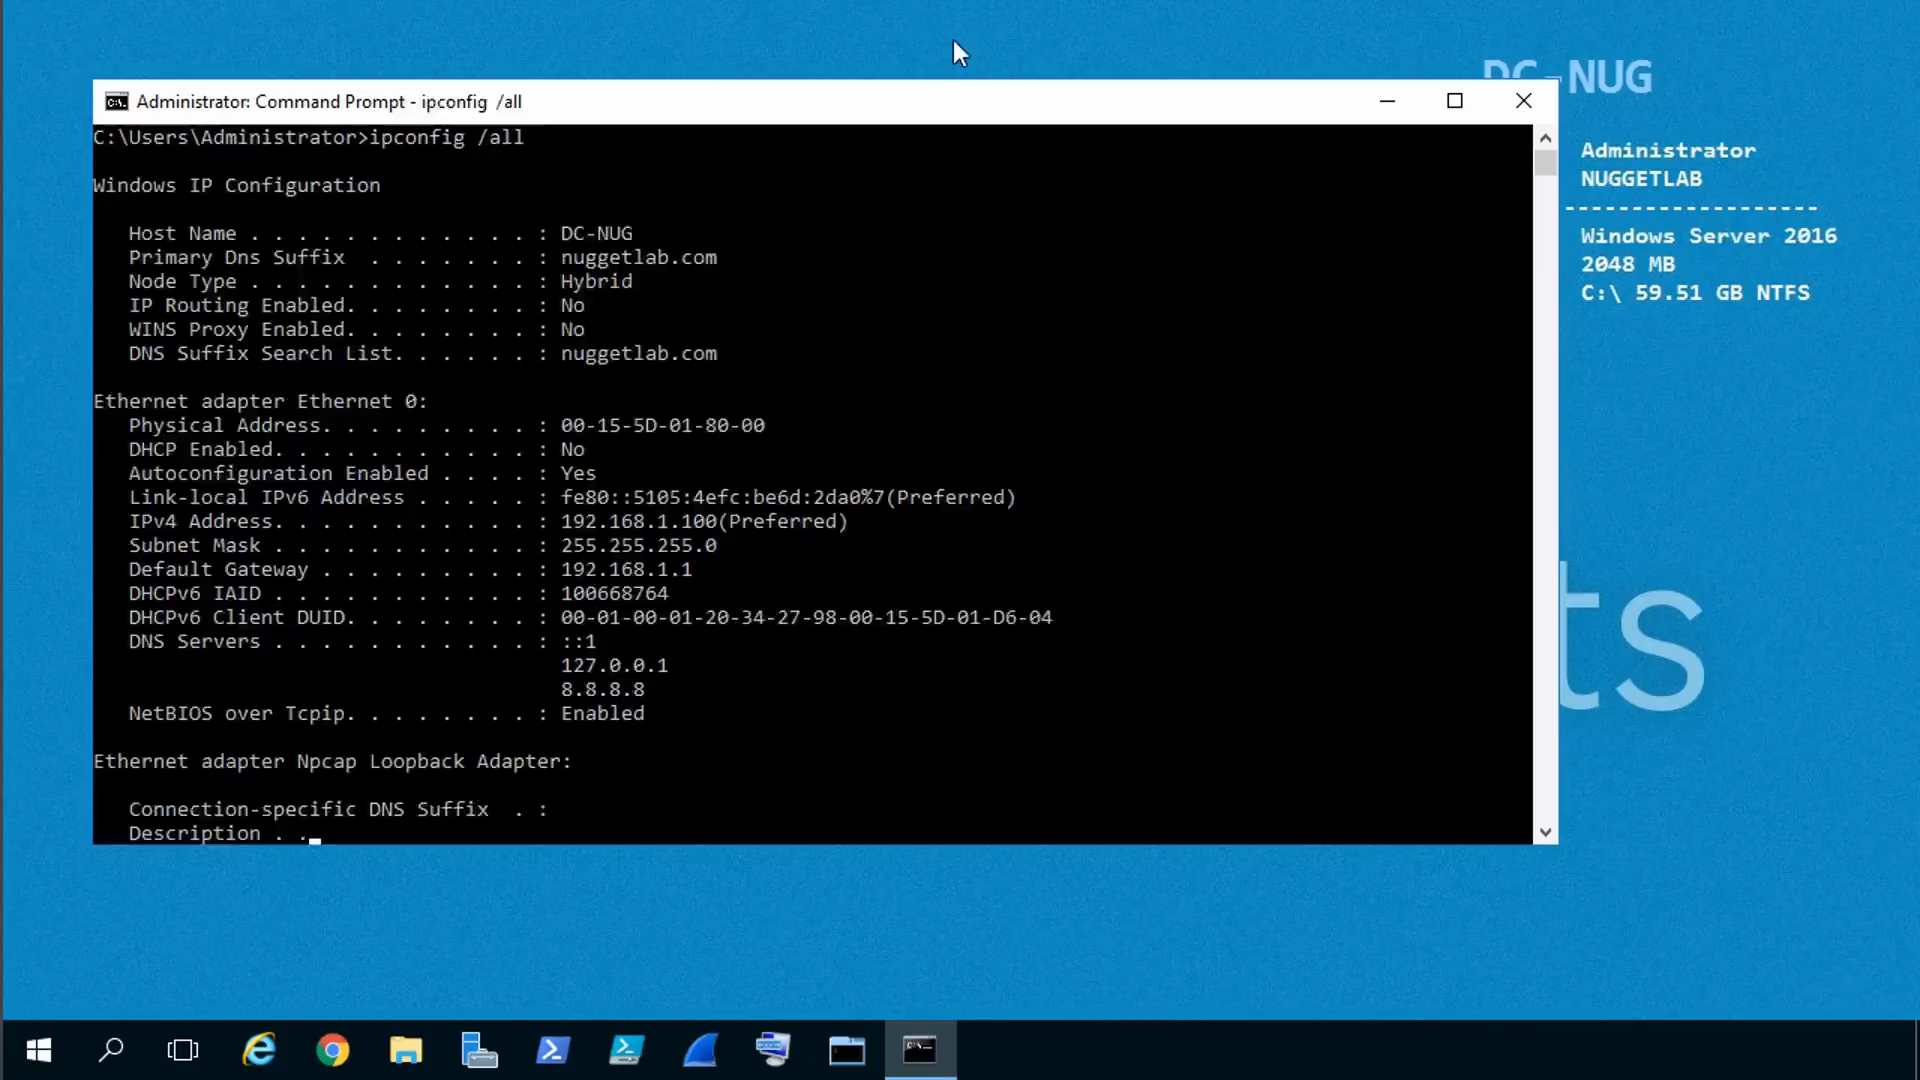 DC-NUG
Administrator: Command Prompt - ipconfig  /all
C:\Users\Administrator>ipconfig /all
Windows IP Configuration
Host Name . . . . . . . . . . . . : DC-NUG
Primary Dns Suffix  . . . . . . . : nuggetlab.com
Node Type . . . . . . . . . . . . : Hybrid
IP Routing Enabled. . . . . . . . : No
WINS Proxy Enabled. . . . . . . . : No
DNS Suffix Search List. . . . . . : nuggetlab.com
Ethernet adapter Ethernet 0:
Physical Address. . . . . . . . . : 00-15-5D-01-80-00
DHCP Enabled. . . . . . . . . . . : No
Autoconfiguration Enabled . . . . : Yes
Link-local IPv6 Address . . . . . : fe80::5105:4efc:be6d:2da0%7(Preferred)
IPv4 Address. . . . . . . . . . . : 192.168.1.100(Preferred)
Subnet Mask . . . . . . . . . . . : 255.255.255.0
Default Gateway . . . . . . . . . : 192.168.1.1
DHCPv6 IAID . . . . . . . . . . . : 100668764
DHCPv6 Client DUID. . . . . . . . : 00-01-00-01-20-34-27-98-00-15-5D-01-D6-04
DNS Servers . . . . . . . . . . . : ::1
127.0.0.1
8.8.8.8
NetBIOS over Tcpip. . . . . . . . : Enabled
Ethernet adapter Npcap Loopback Adapter:
Connection-specific DNS Suffix  . :
Description . .
Administrator
NUGGETLAB
-------------------
Windows Server 2016
2048 MB
C:\ 59.51 GB NTFS
ts